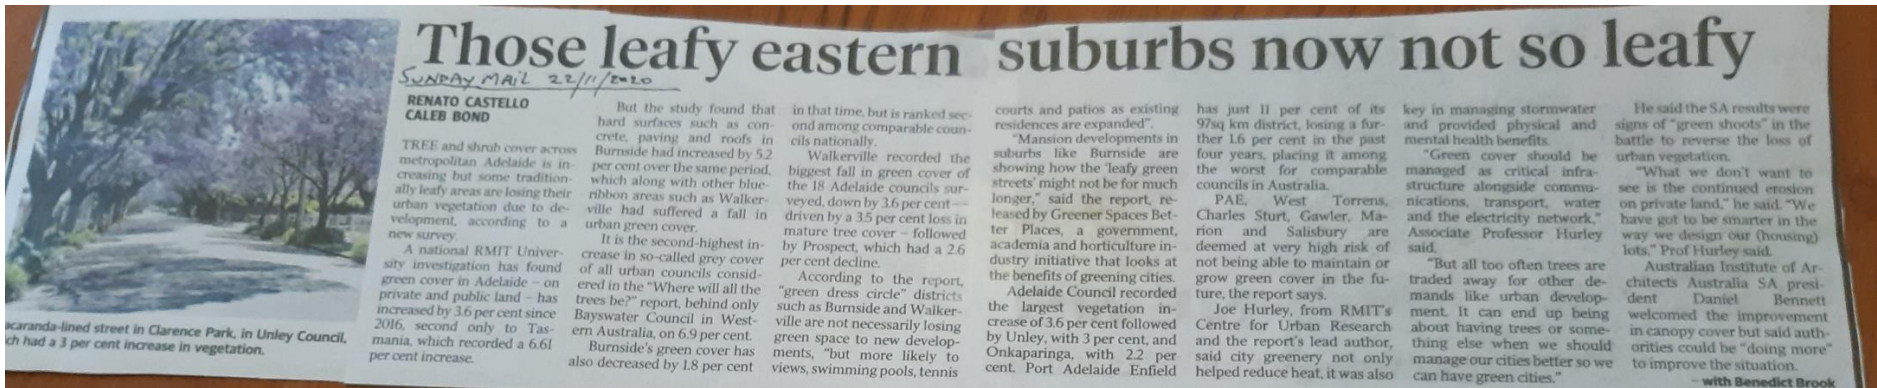 Those leafy eastern suburbs now not so leafy
SUNDAY MAIL 22/11/2020
RENATO CASTELLO
CALEB BOND
TREE and shrub cover across
metropolitan Adelaide is in-
creasing but some tradition-
ally leafy areas are losing their
urban vegetation due to de-
velopment, according to a
new survey.
A national RMIT Univer-
sity investigation has found
green cover in Adelaide – on
private and public land – has
increased by 3.6 per cent since
2016, second only to Tas-
mania, which recorded a 6.61
per cent increase.
But the study found that
hard surfaces such as con-
crete, paving and roofs in
Burnside had increased by 5.2
per cent over the same period,
which along with other blue-
ribbon areas such as Walker-
ville had suffered a fall in
urban green cover.
It is the second-highest in-
crease in so-called grey cover
of all urban councils consid-
ered in the "Where will all the
trees be?" report, behind only
Bayswater Council in West-
ern Australia, on 6.9 per cent.
Burnside's green cover has
also decreased by 1.8 per cent
in that time, but is ranked sec-
ond among comparable coun-
cils nationally.
Walkerville recorded the
biggest fall in green cover of
the 18 Adelaide councils sur-
veyed, down by 3.6 per cent —
driven by a 3.5 per cent loss in
mature tree cover – followed
by Prospect, which had a 2.6
per cent decline.
According to the report,
"green dress circle" districts
such as Burnside and Walker-
ville are not necessarily losing
green space to new develop-
ments, "but more likely to
views, swimming pools, tennis
courts and patios as existing
residences are expanded".
"Mansion developments in
suburbs like Burnside are
showing how the 'leafy green
streets' might not be for much
longer," said the report, re-
leased by Greener Spaces Bet-
ter Places, a government,
academia and horticulture in-
dustry initiative that looks at
the benefits of greening cities.
Adelaide Council recorded
the largest vegetation in-
crease of 3.6 per cent followed
by Unley, with 3 per cent, and
Onkaparinga, with 2.2 per
cent. Port Adelaide Enfield
has just 11 per cent of its
97sq km district, losing a fur-
ther 1.6 per cent in the past
four years, placing it among
the worst for comparable
councils in Australia.
PAE, West Torrens,
Charles Sturt, Gawler, Ma-
rion and Salisbury are
deemed at very high risk of
not being able to maintain or
grow green cover in the fu-
ture, the report says.
Joe Hurley, from RMIT's
Centre for Urban Research
and the report's lead author,
said city greenery not only
helped reduce heat, it was also
key in managing stormwater
and provided physical and
mental health benefits.
"Green cover should be
managed as critical infra-
structure alongside commu-
nications, transport, water
and the electricity network,"
Associate Professor Hurley
said.
"But all too often trees are
traded away for other de-
mands like urban develop-
ment. It can end up being
about having trees or some-
thing else when we should
manage our cities better so we
can have green cities."
He said the SA results were
signs of "green shoots" in the
battle to reverse the loss of
urban vegetation.
"What we don't want to
see is the continued erosion
on private land," he said. "We
have got to be smarter in the
way we design our (housing)
lots," Prof Hurley said.
Australian Institute of Ar-
chitects Australia SA presi-
dent Daniel Bennett
welcomed the improvement
in canopy cover but said auth-
orities could be "doing more"
to improve the situation.
– with Benedict Brook
acaranda-lined street in Clarence Park, in Unley Council,
ch had a 3 per cent increase in vegetation.